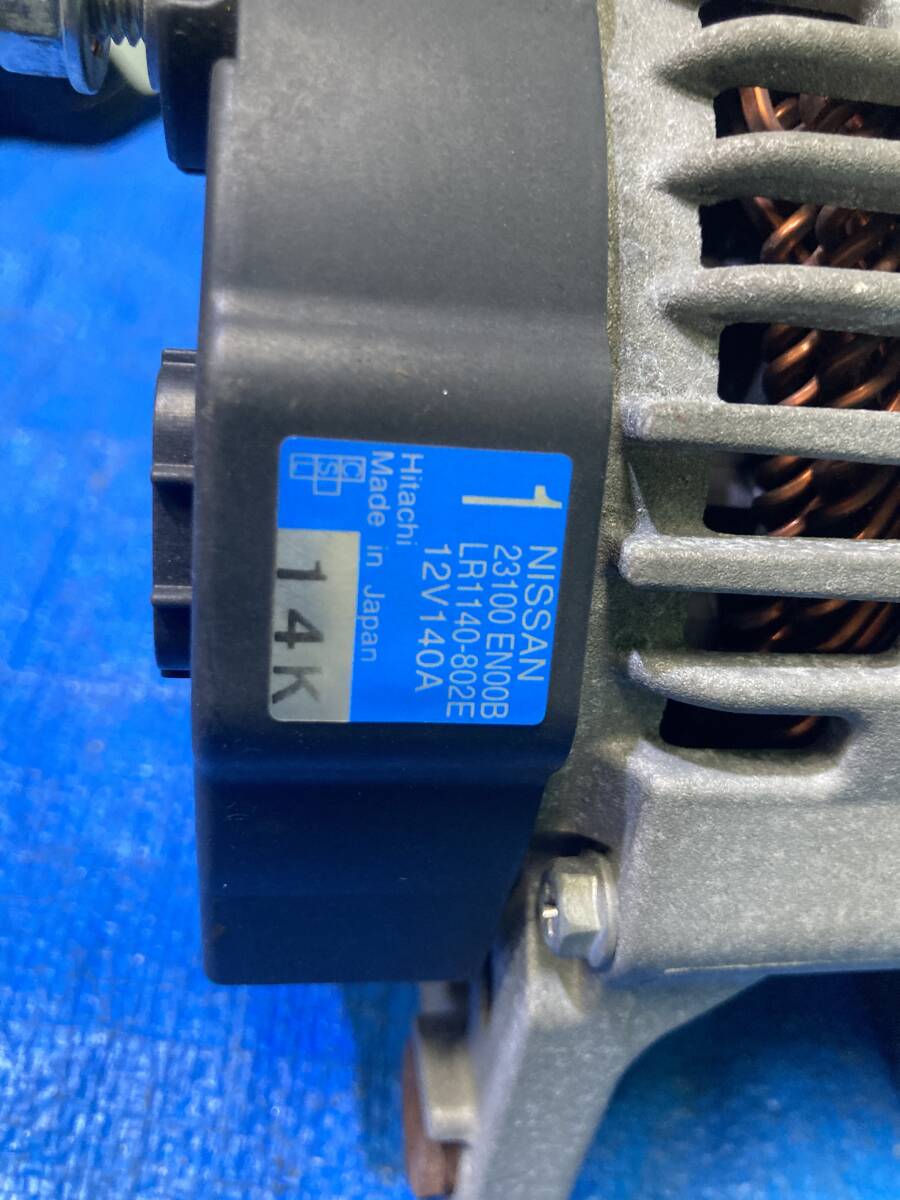 1
NISSAN
23100 EN00B
LR1140-802E
12V140A
Hitachi
Made in Japan
14K